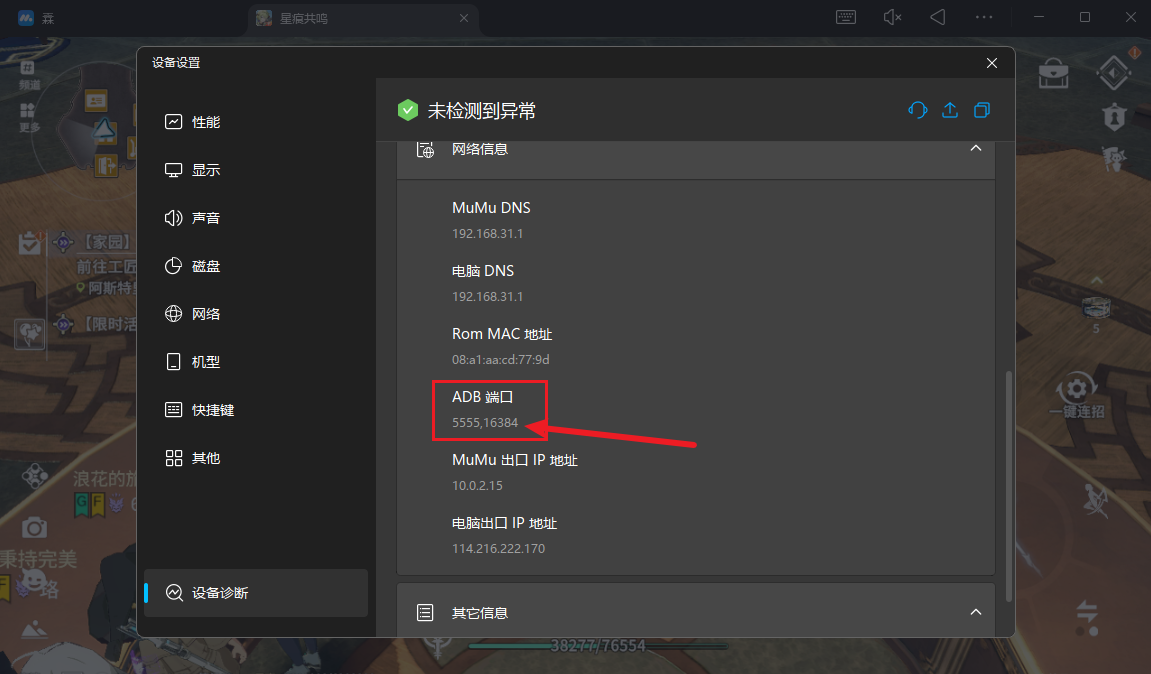 霖
星痕共鸣
设备设置
频道
更多
性能
显示
声音
磁盘
网络
机型
快捷键
其他
设备诊断
未检测到异常
网络信息
MuMu DNS
192.168.31.1
电脑 DNS
192.168.31.1
Rom MAC 地址
08:a1:aa:cd:77:9d
ADB 端口
5555,16384
MuMu 出口 IP 地址
10.0.2.15
电脑出口 IP 地址
114.216.222.170
其它信息
【家园】
前往工匠
阿斯特里
【限时活
浪花的旅
G F 6
秉持完美
F
络
5
一键连招
38277/76554